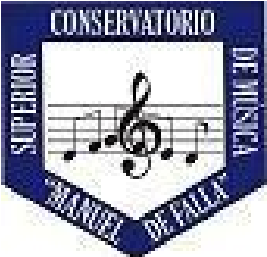 CONSERVATORIO
SUPERIOR
DE MÚSICA
"MANUEL
DE FALLA"